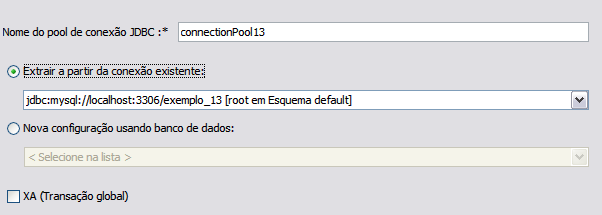 Nome do pool de conexão JDBC :* connectionPool13
Extrair a partir da conexão existente:
jdbc:mysql://localhost:3306/exemplo_13 [root em Esquema default]
Nova configuração usando banco de dados:
< Selecione na lista >
XA (Transação global)